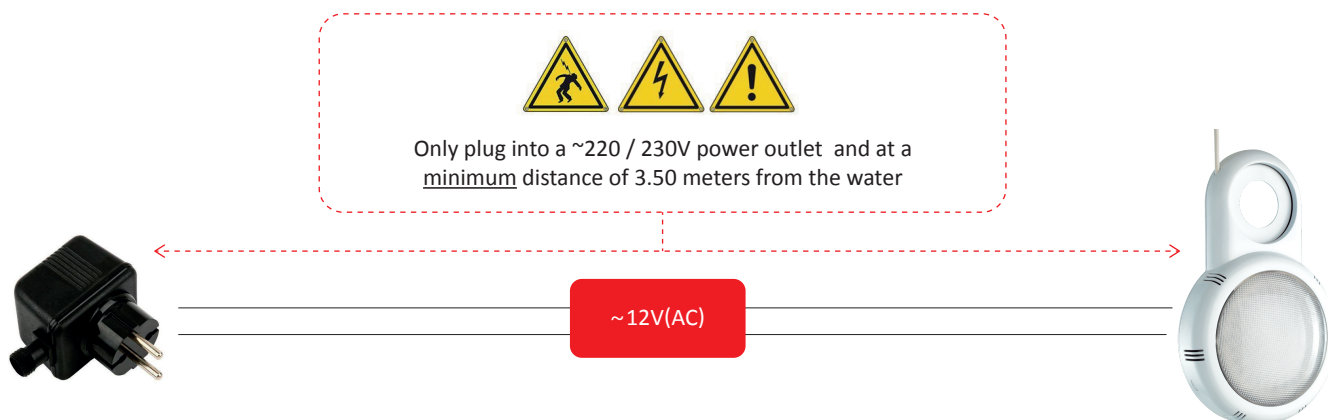 Only plug into a ~220 / 230V power outlet and at a
minimum distance of 3.50 meters from the water
~12V(AC)